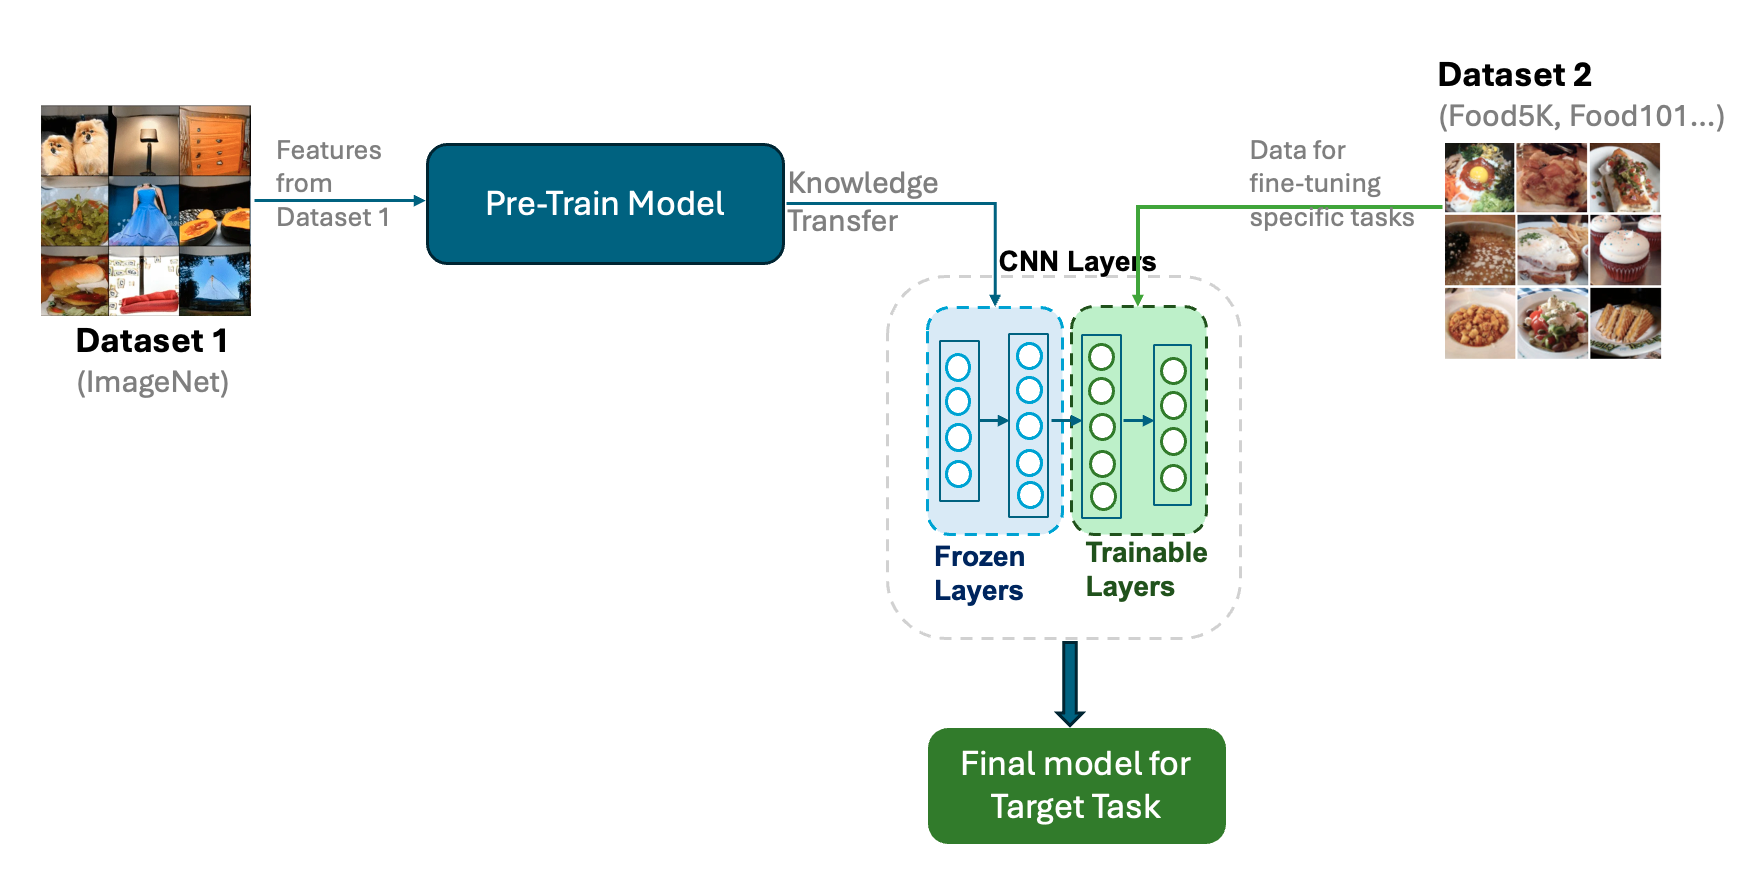 Dataset 1
(ImageNet)
Features
from
Dataset 1
Pre-Train Model
Knowledge
Transfer
Dataset 2
(Food5K, Food101...)
Data for
fine-tuning
specific tasks
CNN Layers
Frozen
Layers
Trainable
Layers
Final model for
Target Task